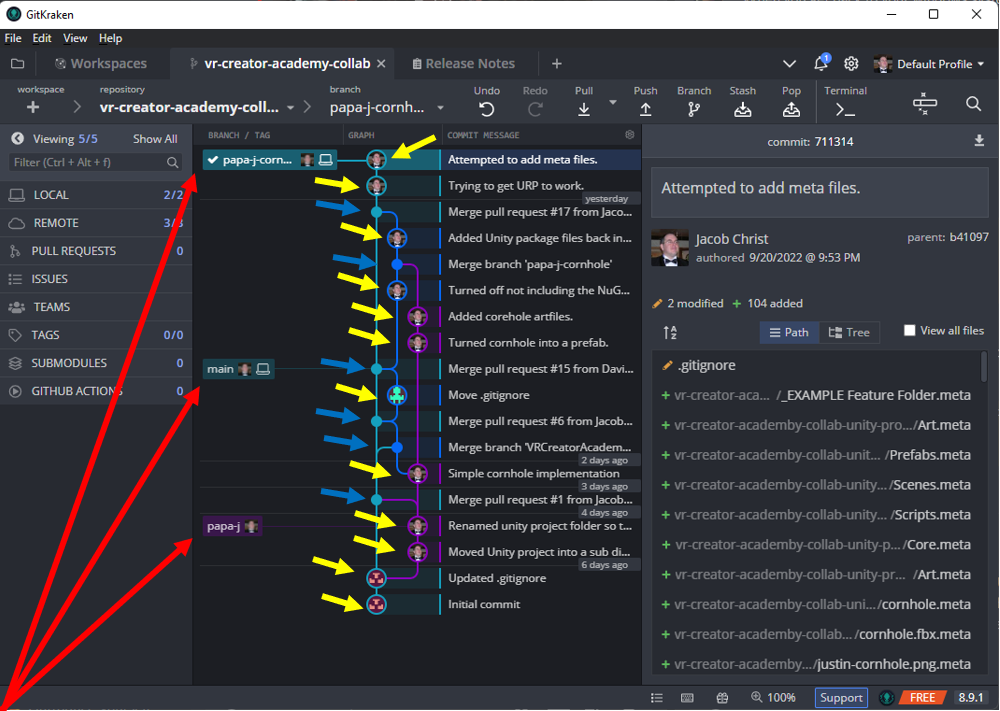 GitKraken
File Edit View Help
Workspaces
vr-creator-academy-collab
Release Notes
1
Default Profile
workspace
repository
vr-creator-academy-coll...
branch
papa-j-cornh...
Undo
Redo
Pull
Push
Branch
Stash
Pop
Terminal
Viewing 5/5
Show All
Filter (Ctrl + Alt + f)
LOCAL 2/2
REMOTE 3/3
PULL REQUESTS 0
ISSUES
TEAMS
TAGS 0/0
SUBMODULES 0
GITHUB ACTIONS 0
BRANCH / TAG
GRAPH
COMMIT MESSAGE
papa-j-corn...
Attempted to add meta files.
Trying to get URP to work.
yesterday
Merge pull request #17 from Jaco...
Added Unity package files back in...
Merge branch 'papa-j-cornhole'
Turned off not including the NuG...
Added corehole artfiles.
Turned cornhole into a prefab.
main
Merge pull request #15 from Davi...
Move .gitignore
Merge pull request #6 from Jacob...
Merge branch 'VRCreatorAcadem...
2 days ago
Simple cornhole implementation
3 days ago
Merge pull request #1 from Jacob...
4 days ago
papa-j
Renamed unity project folder so t...
Moved Unity project into a sub di...
6 days ago
Updated .gitignore
Initial commit
commit: 711314
Attempted to add meta files.
Jacob Christ
authored 9/20/2022 @ 9:53 PM
parent: b41097
2 modified + 104 added
Path
Tree
View all files
.gitignore
+ vr-creator-aca... /_EXAMPLE Feature Folder.meta
+ vr-creator-academby-collab-unity-pro.../Art.meta
+ vr-creator-academby-collab-unity.../Prefabs.meta
+ vr-creator-academby-collab-unity.../Scenes.meta
+ vr-creator-academby-collab-unity.../Scripts.meta
+ vr-creator-academby-collab-unity-p.../Core.meta
+ vr-creator-academby-collab-unity-pr... /Art.meta
+ vr-creator-academby-collab-uni.../cornhole.meta
+ vr-creator-academby-collab.../cornhole.fbx.meta
+ vr-creator-academby.../justin-cornhole.png.meta
100%
Support
FREE
8.9.1